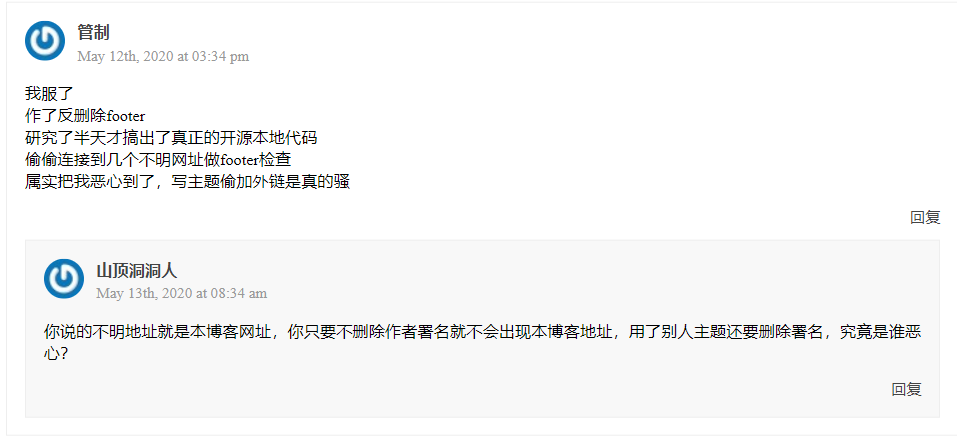 管制
May 12th, 2020 at 03:34 pm
我服了
作了反删除footer
研究了半天才搞出了真正的开源本地代码
偷偷连接到几个不明网址做footer检查
属实把我恶心到了，写主题偷加外链是真的骚
回复
山顶洞洞人
May 13th, 2020 at 08:34 am
你说的不明地址就是本博客网址，你只要不删除作者署名就不会出现本博客地址，用了别人主题还要删除署名，究竟是谁恶
心？
回复